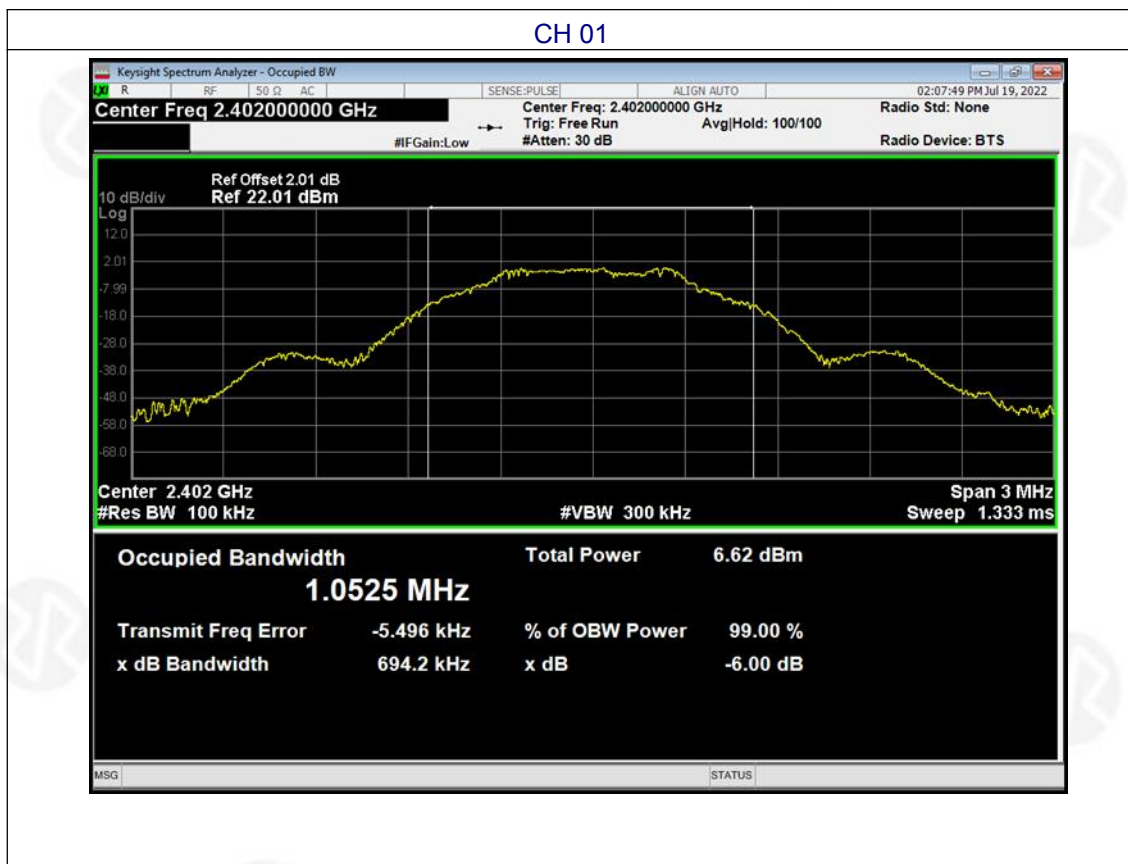 CH 01
Keysight Spectrum Analyzer - Occupied BW
LXI R RF 50 Ω AC SENSE:PULSE ALIGN AUTO 02:07:49 PM Jul 19, 2022
Center Freq 2.402000000 GHz Center Freq: 2.402000000 GHz Radio Std: None
Trig: Free Run Avg|Hold: 100/100
#IFGain:Low #Atten: 30 dB Radio Device: BTS
Ref Offset 2.01 dB
10 dB/div Ref 22.01 dBm
Log
12.0
2.01
-7.99
-18.0
-28.0
-38.0
-48.0
-58.0
-68.0
Center 2.402 GHz Span 3 MHz
#Res BW 100 kHz #VBW 300 kHz Sweep 1.333 ms
Occupied Bandwidth Total Power 6.62 dBm
1.0525 MHz
Transmit Freq Error -5.496 kHz % of OBW Power 99.00 %
x dB Bandwidth 694.2 kHz x dB -6.00 dB
MSG STATUS